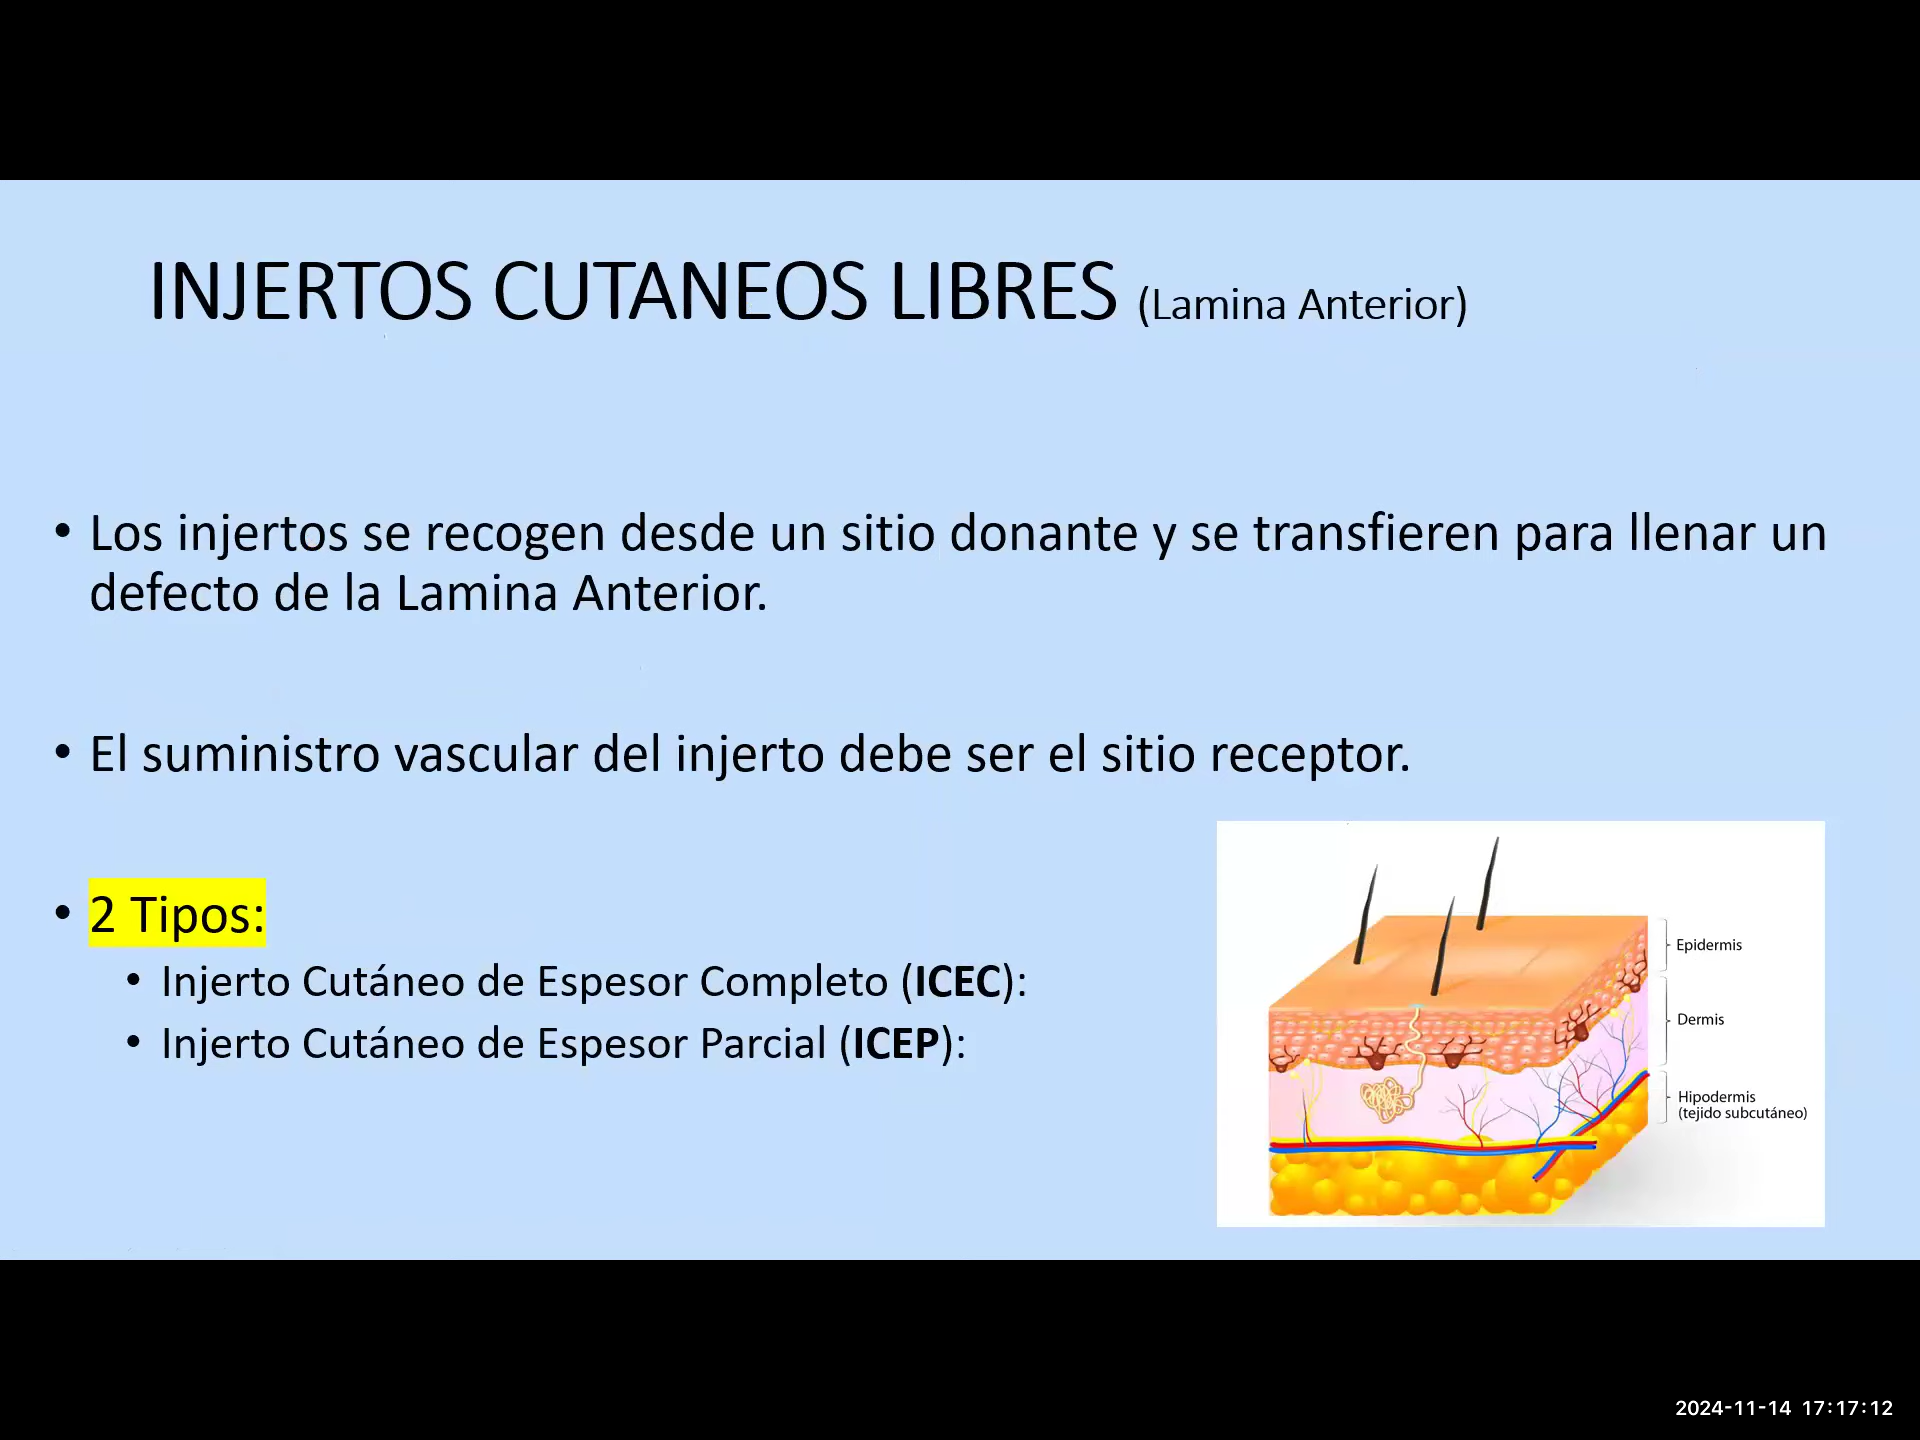 INJERTOS CUTANEOS LIBRES (Lamina Anterior)
• Los injertos se recogen desde un sitio donante y se transfieren para llenar un
defecto de la Lamina Anterior.
• El suministro vascular del injerto debe ser el sitio receptor.
• 2 Tipos:
• Injerto Cutáneo de Espesor Completo (ICEC):
• Injerto Cutáneo de Espesor Parcial (ICEP):
Epidermis
Dermis
Hipodermis
(tejido subcutáneo)
2024-11-14 17:17:12